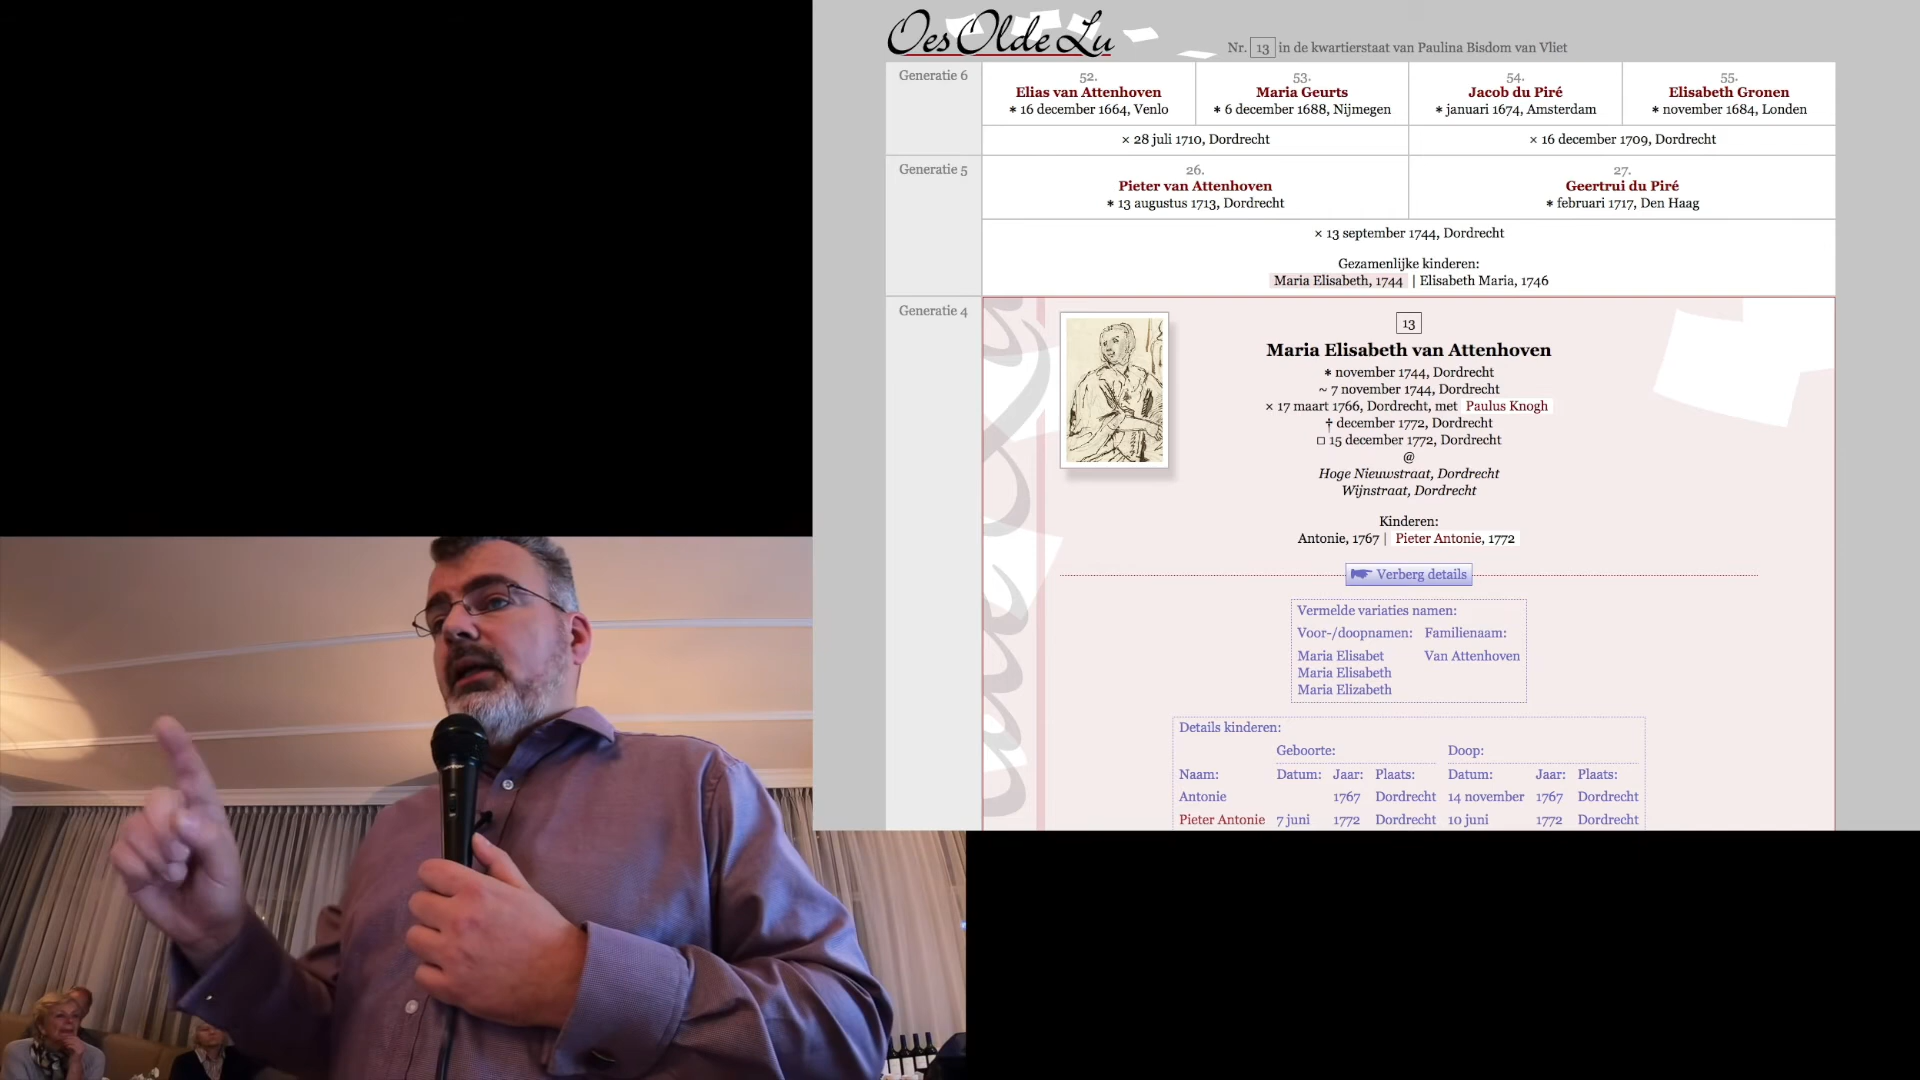 Oes Olde Lu
Nr. 13 in de kwartierstaat van Paulina Bisdom van Vliet
Generatie 6
52.
Elias van Attenhoven
* 16 december 1664, Venlo
53.
Maria Geurts
* 6 december 1688, Nijmegen
54.
Jacob du Piré
* januari 1674, Amsterdam
55.
Elisabeth Gronen
* november 1684, Londen
× 28 juli 1710, Dordrecht
× 16 december 1709, Dordrecht
Generatie 5
26.
Pieter van Attenhoven
* 13 augustus 1713, Dordrecht
27.
Geertrui du Piré
* februari 1717, Den Haag
× 13 september 1744, Dordrecht
Gezamenlijke kinderen:
Maria Elisabeth, 1744 | Elisabeth Maria, 1746
Generatie 4
13
Maria Elisabeth van Attenhoven
* november 1744, Dordrecht
~ 7 november 1744, Dordrecht
× 17 maart 1766, Dordrecht, met Paulus Knogh
† december 1772, Dordrecht
□ 15 december 1772, Dordrecht
@
Hoge Nieuwstraat, Dordrecht
Wijnstraat, Dordrecht
Kinderen:
Antonie, 1767 | Pieter Antonie, 1772
Verberg details
Vermelde variaties namen:
Voor-/doopnamen: Familienaam:
Maria Elisabet Van Attenhoven
Maria Elisabeth
Maria Elizabeth
Details kinderen:
Geboorte: Doop:
Naam: Datum: Jaar: Plaats: Datum: Jaar: Plaats:
Antonie 1767 Dordrecht 14 november 1767 Dordrecht
Pieter Antonie 7 juni 1772 Dordrecht 10 juni 1772 Dordrecht